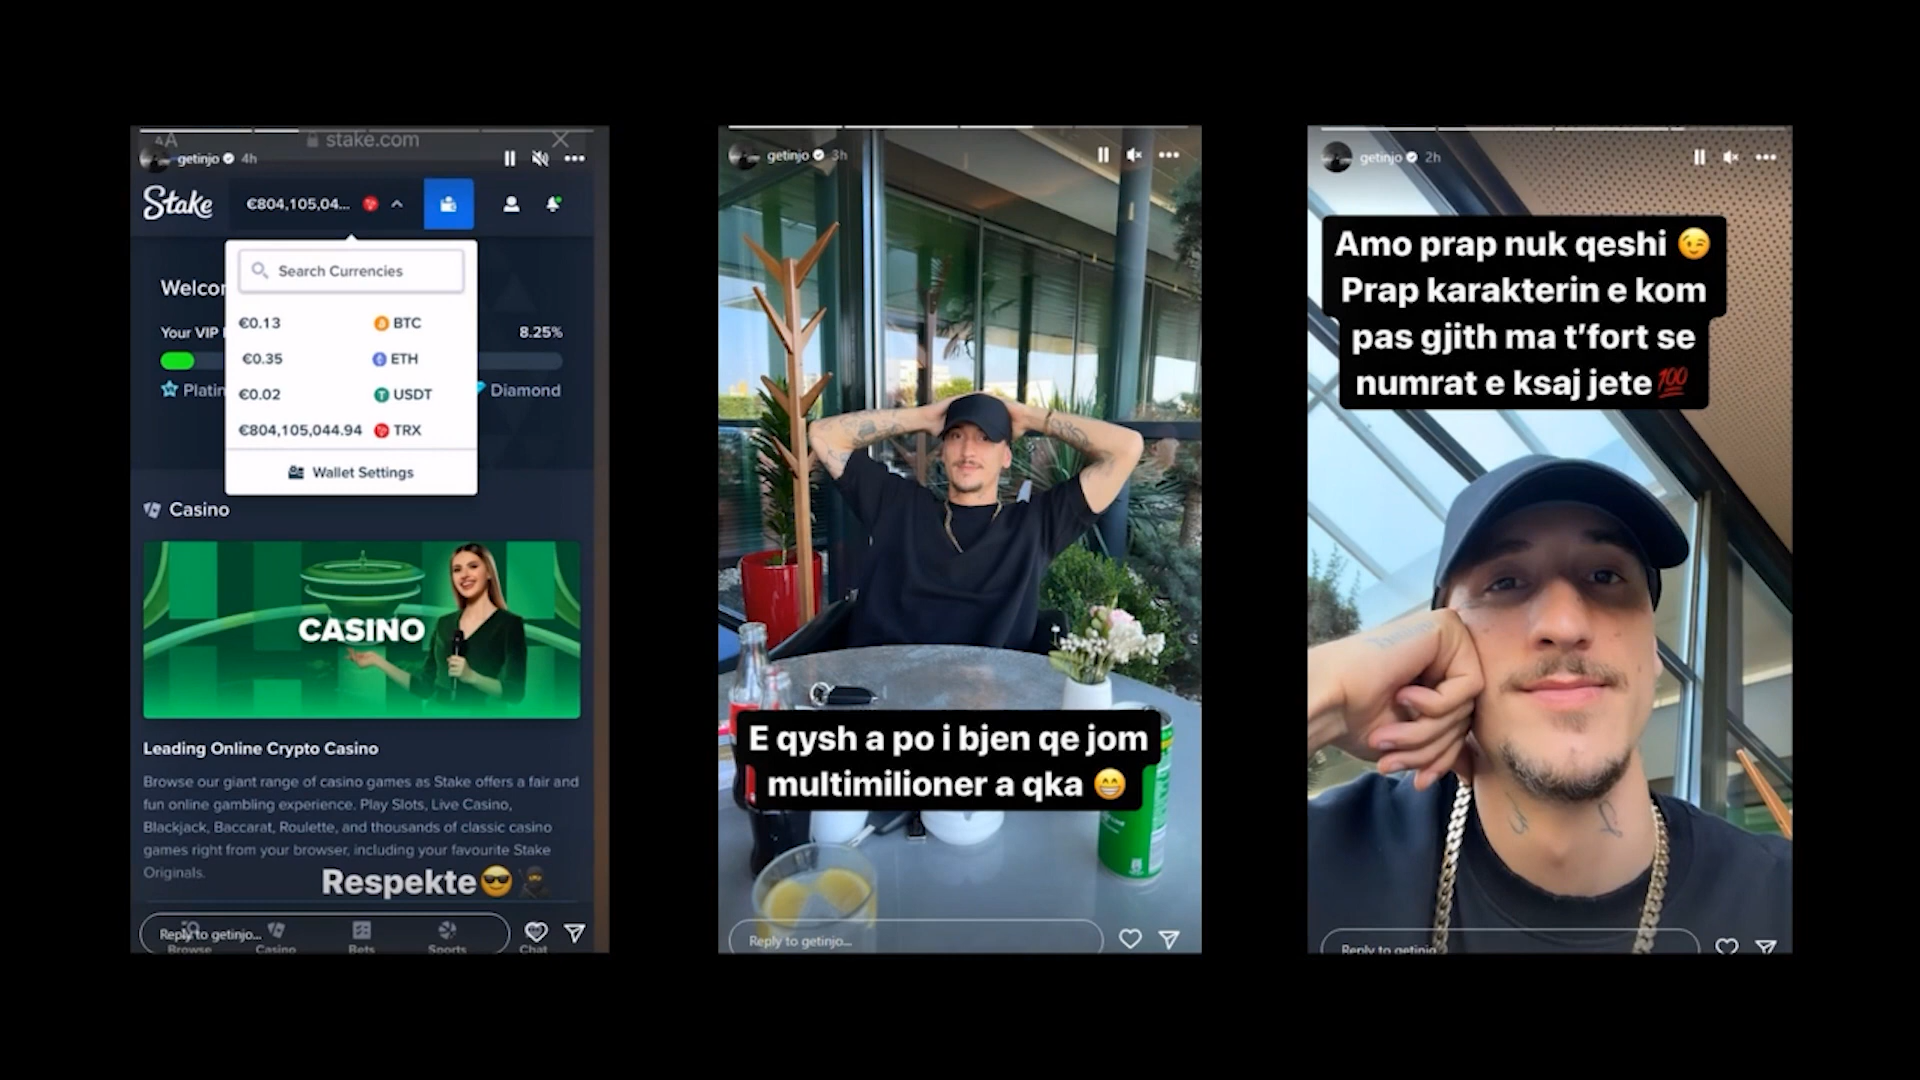 AA stake.com
getinjo 4h
Stake €804,105,04...
Search Currencies
Welcom
€0.13 BTC
Your VIP 8.25%
€0.35 ETH
€0.02 USDT
Platin Diamond
€804,105,044.94 TRX
Wallet Settings
Casino
CASINO
Leading Online Crypto Casino
Browse our giant range of casino games as Stake offers a fair and
fun online gambling experience. Play Slots, Live Casino,
Blackjack, Baccarat, Roulette, and thousands of classic casino
games right from your browser, including your favourite Stake
Originals.
Respekte😎🥷
Reply to getinjo...
Browse Casino Bets Sports Chat
getinjo 3h
E qysh a po i bjen qe jom
multimilioner a qka 😁
Reply to getinjo...
getinjo 2h
Amo prap nuk qeshi 😉
Prap karakterin e kom
pas gjith ma t'fort se
numrat e ksaj jete💯
Reply to getinjo